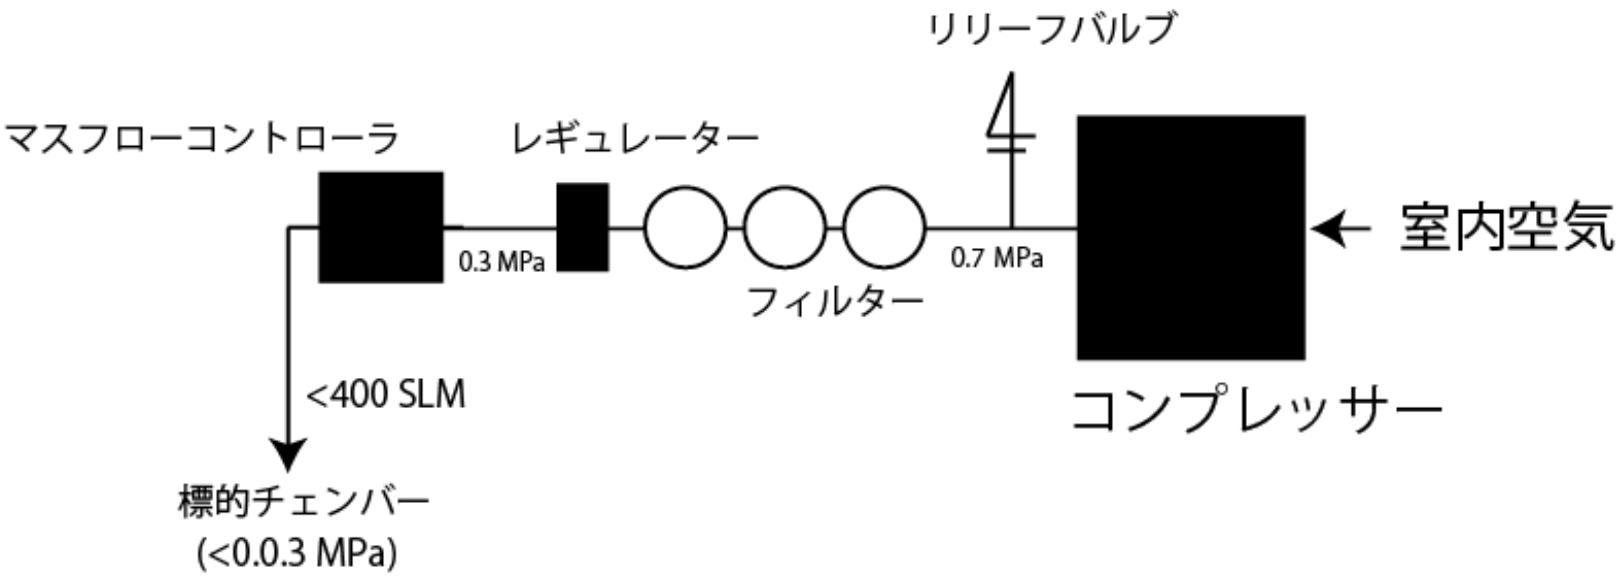 リリーフバルブ
マスフローコントローラ
レギュレーター
室内空気
0.3 MPa
0.7 MPa
フィルター
<400 SLM
コンプレッサー
標的チェンバー
(<0.0.3 MPa)